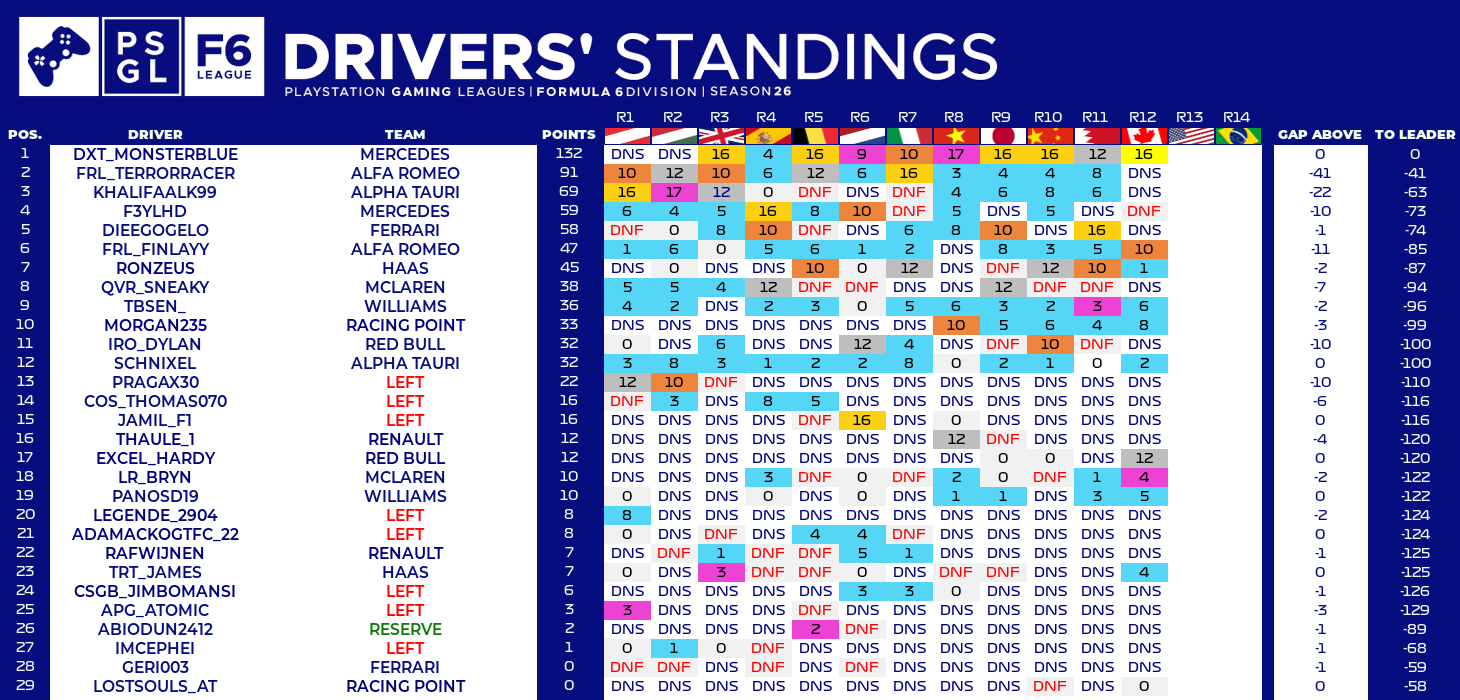 PS
GL
F6
LEAGUE
DRIVERS' STANDINGS
PLAYSTATION GAMING LEAGUES | FORMULA 6 DIVISION | SEASON 26
R1 R2 R3 R4 R5 R6 R7 R8 R9 R10 R11 R12 R13 R14
POS. DRIVER TEAM POINTS GAP ABOVE TO LEADER
1 DXT_MONSTERBLUE MERCEDES 132 DNS DNS 16 4 16 9 10 17 16 16 12 16 0 0
2 FRL_TERRORRACER ALFA ROMEO 91 10 12 10 6 12 6 16 3 4 4 8 DNS -41 -41
3 KHALIFAALK99 ALPHA TAURI 69 16 17 12 0 DNF DNS DNF 4 6 8 6 DNS -22 -63
4 F3YLHD MERCEDES 59 6 4 5 16 8 10 DNF 5 DNS 5 DNS DNF -10 -73
5 DIEEGOGELO FERRARI 58 DNF 0 8 10 DNF DNS 6 8 10 DNS 16 DNS -1 -74
6 FRL_FINLAYY ALFA ROMEO 47 1 6 0 5 6 1 2 DNS 8 3 5 10 -11 -85
7 RONZEUS HAAS 45 DNS 0 DNS DNS 10 0 12 DNS DNF 12 10 1 -2 -87
8 QVR_SNEAKY MCLAREN 38 5 5 4 12 DNF DNF DNS DNS 12 DNF DNF DNS -7 -94
9 TBSEN_ WILLIAMS 36 4 2 DNS 2 3 0 5 6 3 2 3 6 -2 -96
10 MORGAN235 RACING POINT 33 DNS DNS DNS DNS DNS DNS DNS 10 5 6 4 8 -3 -99
11 IRO_DYLAN RED BULL 32 0 DNS 6 DNS DNS 12 4 DNS DNF 10 DNF DNS -10 -100
12 SCHNIXEL ALPHA TAURI 32 3 8 3 1 2 2 8 0 2 1 0 2 0 -100
13 PRAGAX30 LEFT 22 12 10 DNF DNS DNS DNS DNS DNS DNS DNS DNS DNS -10 -110
14 COS_THOMAS070 LEFT 16 DNF 3 DNS 8 5 DNS DNS DNS DNS DNS DNS DNS -6 -116
15 JAMIL_F1 LEFT 16 DNS DNS DNS DNS DNF 16 DNS 0 DNS DNS DNS DNS 0 -116
16 THAULE_1 RENAULT 12 DNS DNS DNS DNS DNS DNS DNS 12 DNF DNS DNS DNS -4 -120
17 EXCEL_HARDY RED BULL 12 DNS DNS DNS DNS DNS DNS DNS DNS 0 0 DNS 12 0 -120
18 LR_BRYN MCLAREN 10 DNS DNS DNS 3 DNF 0 DNF 2 0 DNF 1 4 -2 -122
19 PANOSD19 WILLIAMS 10 0 DNS DNS 0 DNS 0 DNS 1 1 DNS 3 5 0 -122
20 LEGENDE_2904 LEFT 8 8 DNS DNS DNS DNS DNS DNS DNS DNS DNS DNS DNS -2 -124
21 ADAMACKOGTFC_22 LEFT 8 0 DNS DNF DNS 4 4 DNF DNS DNS DNS DNS DNS 0 -124
22 RAFWIJNEN RENAULT 7 DNS DNF 1 DNF DNF 5 1 DNS DNS DNS DNS DNS -1 -125
23 TRT_JAMES HAAS 7 0 DNS 3 DNF DNF 0 DNS DNF DNF DNS DNS 4 0 -125
24 CSGB_JIMBOMANSI LEFT 6 DNS DNS DNS DNS DNS 3 3 0 DNS DNS DNS DNS -1 -126
25 APG_ATOMIC LEFT 3 3 DNS DNS DNS DNF DNS DNS DNS DNS DNS DNS DNS -3 -129
26 ABIODUN2412 RESERVE 2 DNS DNS DNS DNS 2 DNF DNS DNS DNS DNS DNS DNS -1 -89
27 IMCEPHEI LEFT 1 0 1 0 DNF DNS DNS DNS DNS DNS DNS DNS DNS -1 -68
28 GERI003 FERRARI 0 DNF DNF DNS DNF DNS DNF DNS DNS DNS DNS DNS DNS -1 -59
29 LOSTSOULS_AT RACING POINT 0 DNS DNS DNS DNS DNS DNS DNS DNS DNS DNF DNS 0 0 -58